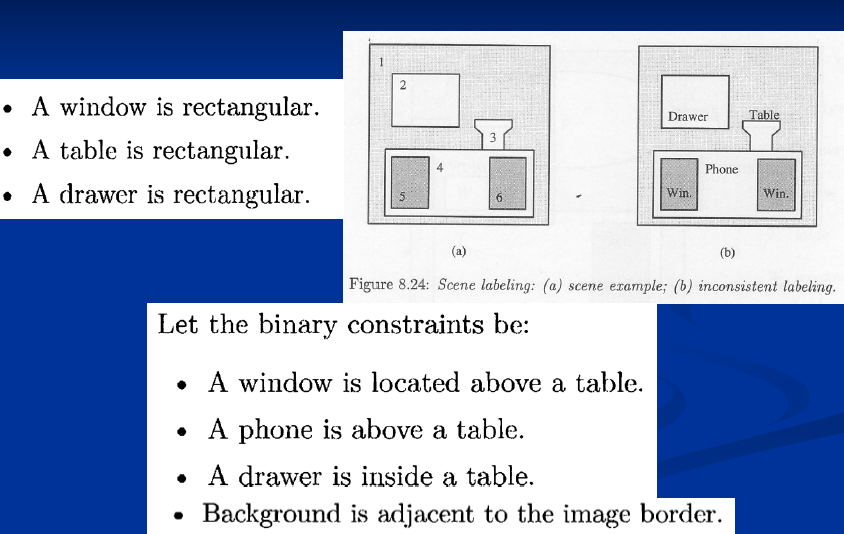 • A window is rectangular.
• A table is rectangular.
• A drawer is rectangular.
1
2
3
4
5
6
(a)
Drawer
Table
Phone
Win.
Win.
(b)
Figure 8.24: Scene labeling: (a) scene example; (b) inconsistent labeling.
Let the binary constraints be:
• A window is located above a table.
• A phone is above a table.
• A drawer is inside a table.
• Background is adjacent to the image border.